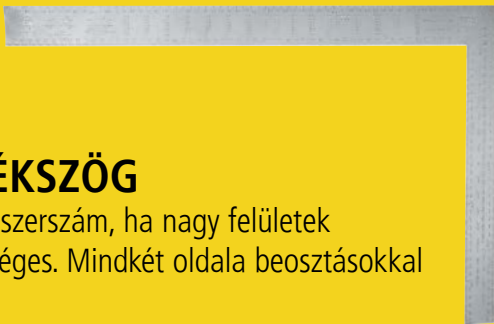 ÉKSZÖG
szerszám, ha nagy felületek
éges. Mindkét oldala beosztásokkal